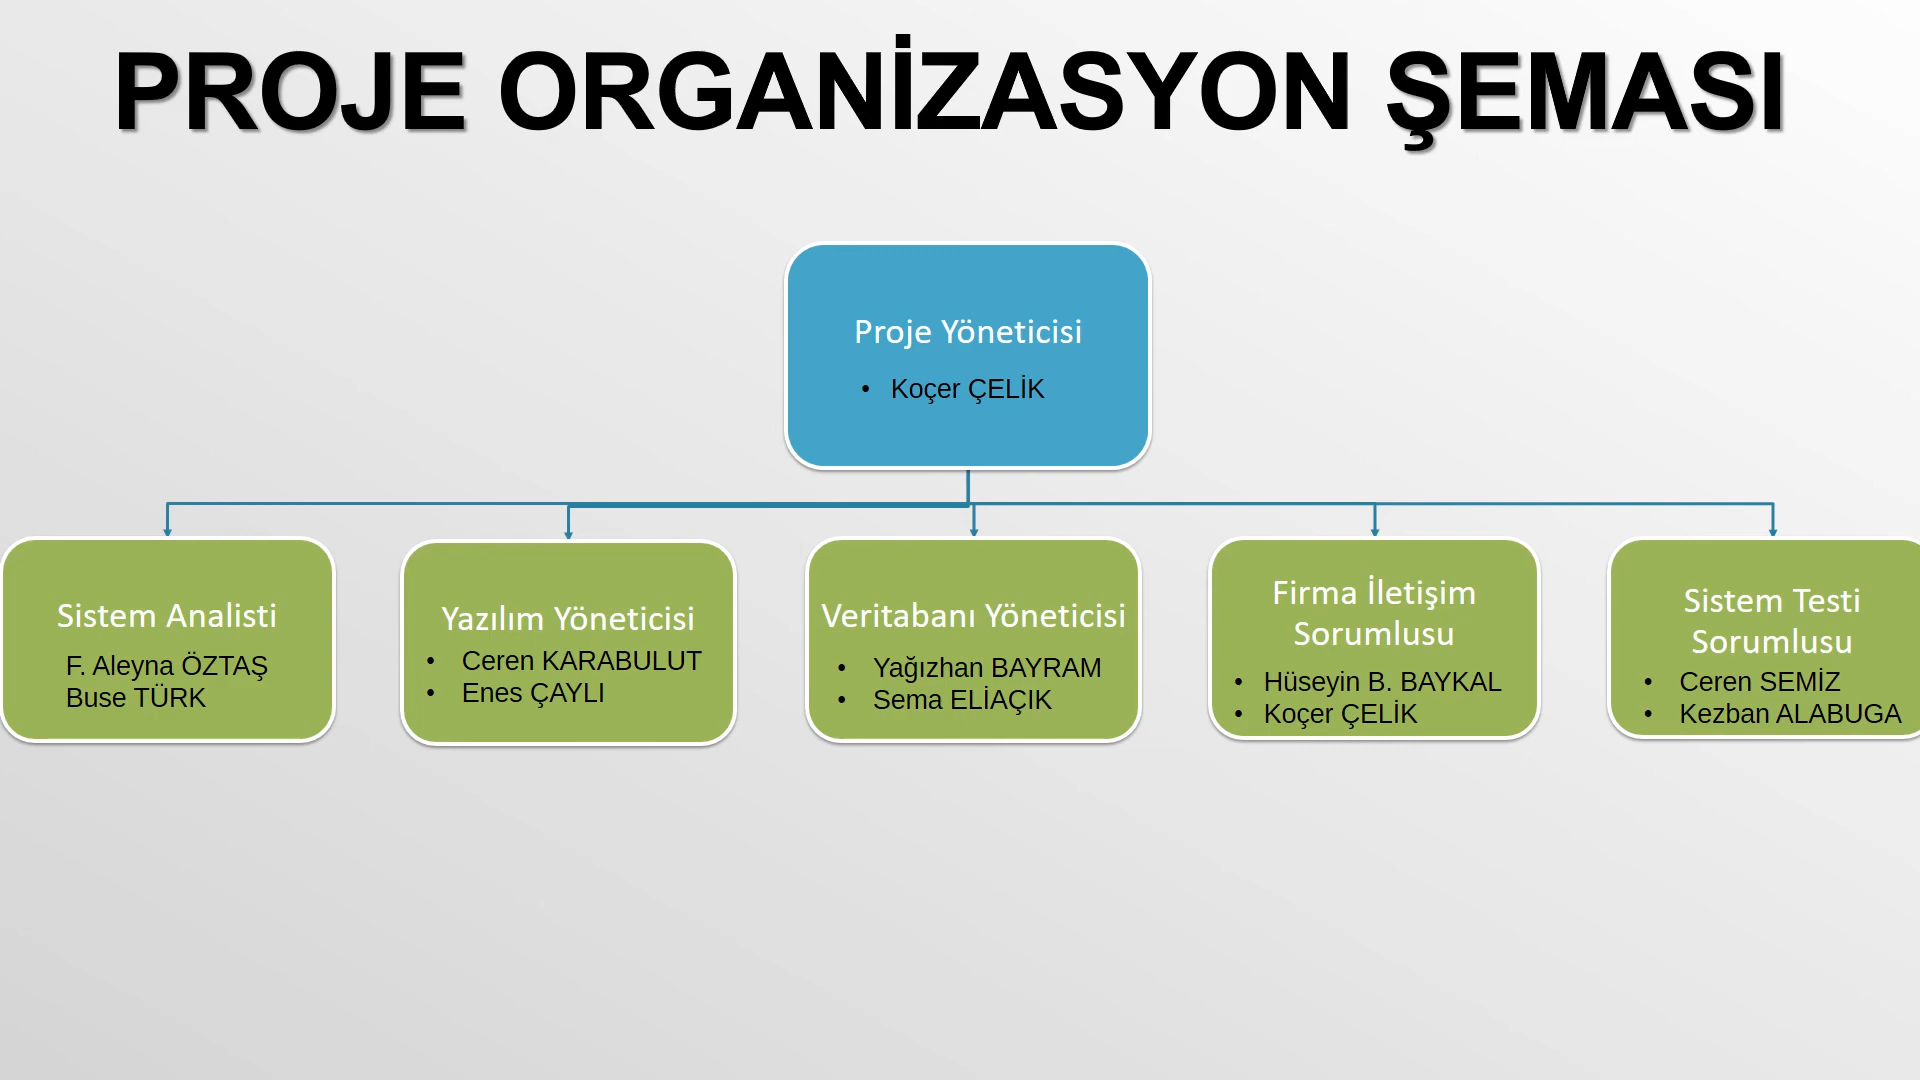 PROJE ORGANİZASYON ŞEMASI
Proje Yöneticisi
• Koçer ÇELİK
Sistem Analisti
F. Aleyna ÖZTAŞ
Buse TÜRK
Yazılım Yöneticisi
• Ceren KARABULUT
• Enes ÇAYLI
Veritabanı Yöneticisi
• Yağızhan BAYRAM
• Sema ELİAÇIK
Firma İletişim
Sorumlusu
• Hüseyin B. BAYKAL
• Koçer ÇELİK
Sistem Testi
Sorumlusu
• Ceren SEMİZ
• Kezban ALABUGA